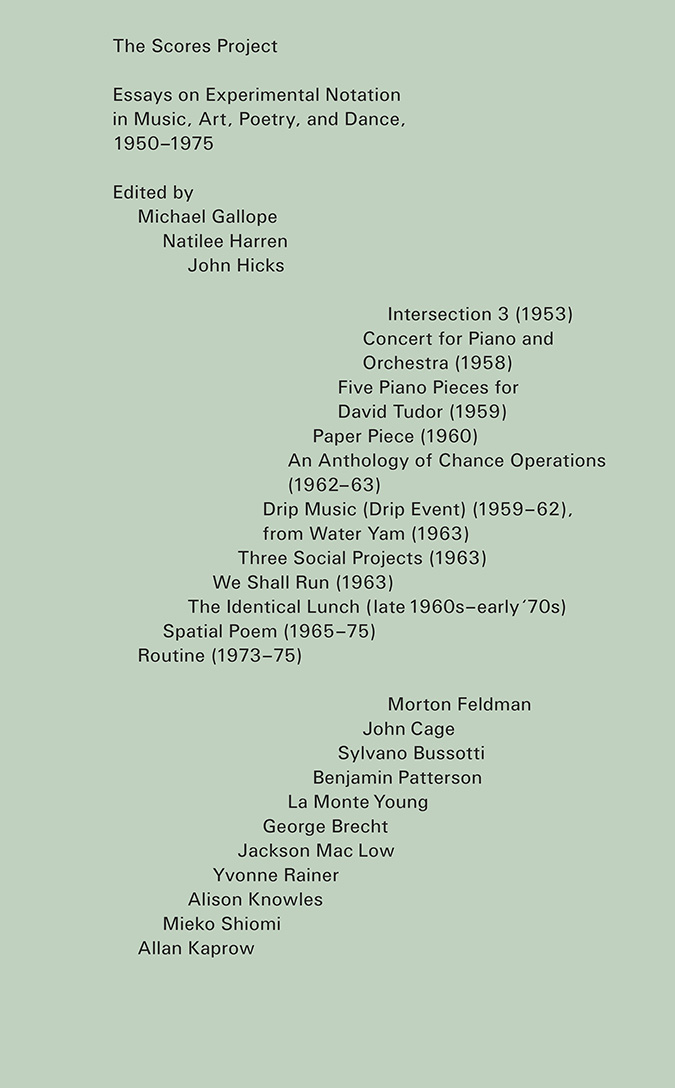 The Scores Project
Essays on Experimental Notation
in Music, Art, Poetry, and Dance,
1950–1975
Edited by
Michael Gallope
Natilee Harren
John Hicks
Intersection 3 (1953)
Concert for Piano and
Orchestra (1958)
Five Piano Pieces for
David Tudor (1959)
Paper Piece (1960)
An Anthology of Chance Operations
(1962–63)
Drip Music (Drip Event) (1959–62),
from Water Yam (1963)
Three Social Projects (1963)
We Shall Run (1963)
The Identical Lunch (late 1960s–early ´70s)
Spatial Poem (1965–75)
Routine (1973–75)
Morton Feldman
John Cage
Sylvano Bussotti
Benjamin Patterson
La Monte Young
George Brecht
Jackson Mac Low
Yvonne Rainer
Alison Knowles
Mieko Shiomi
Allan Kaprow